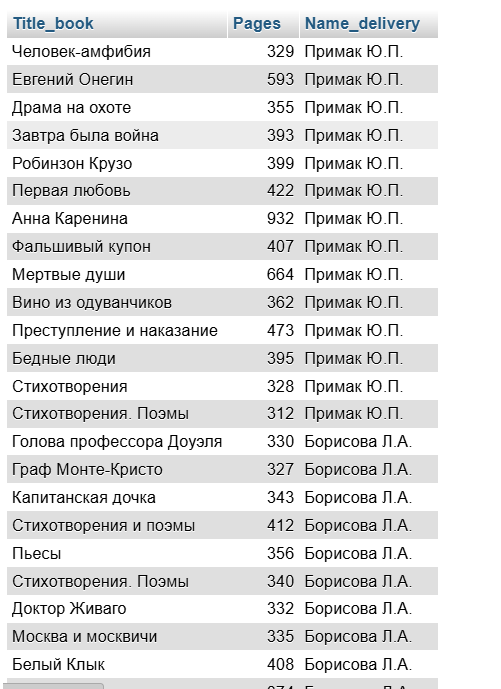 Title_book Pages Name_delivery
Человек-амфибия 329 Примак Ю.П.
Евгений Онегин 593 Примак Ю.П.
Драма на охоте 355 Примак Ю.П.
Завтра была война 393 Примак Ю.П.
Робинзон Крузо 399 Примак Ю.П.
Первая любовь 422 Примак Ю.П.
Анна Каренина 932 Примак Ю.П.
Фальшивый купон 407 Примак Ю.П.
Мертвые души 664 Примак Ю.П.
Вино из одуванчиков 362 Примак Ю.П.
Преступление и наказание 473 Примак Ю.П.
Бедные люди 395 Примак Ю.П.
Стихотворения 328 Примак Ю.П.
Стихотворения. Поэмы 312 Примак Ю.П.
Голова профессора Доуэля 330 Борисова Л.А.
Граф Монте-Кристо 327 Борисова Л.А.
Капитанская дочка 343 Борисова Л.А.
Стихотворения и поэмы 412 Борисова Л.А.
Пьесы 356 Борисова Л.А.
Стихотворения. Поэмы 340 Борисова Л.А.
Доктор Живаго 332 Борисова Л.А.
Москва и москвичи 335 Борисова Л.А.
Белый Клык 408 Борисова Л.А.